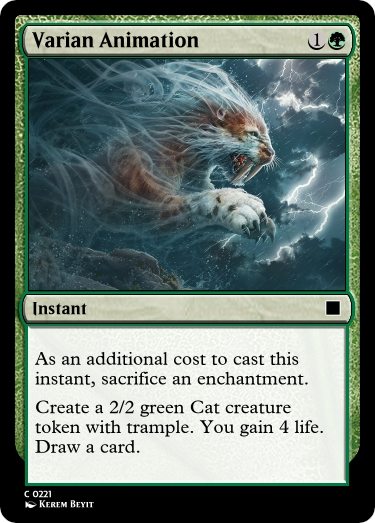 Varian Animation 1
Instant
As an additional cost to cast this
instant, sacrifice an enchantment.
Create a 2/2 green Cat creature
token with trample. You gain 4 life.
Draw a card.
C 0221
Kerem Beyit